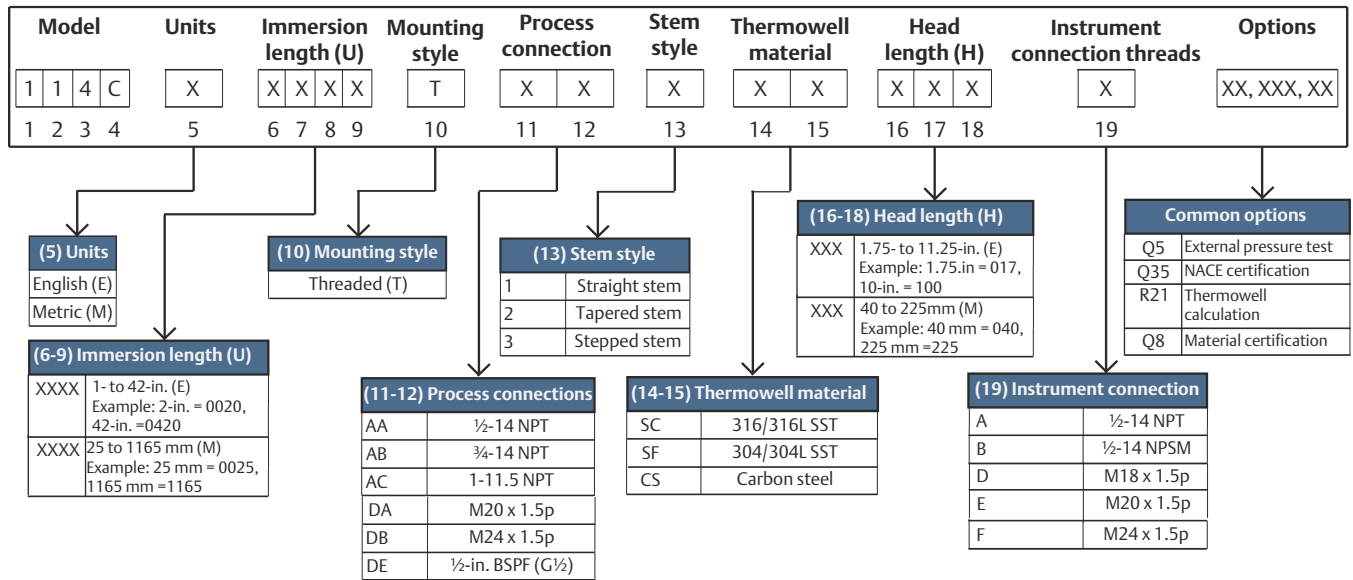 Model Units Immersion length (U) Mounting style Process connection Stem style Thermowell material Head length (H) Instrument connection threads Options
1 1 4 C X X X X X T X X X X X X X X X XX, XXX, XX
1 2 3 4 5 6 7 8 9 10 11 12 13 14 15 16 17 18 19
(5) Units
English (E)
Metric (M)
(6-9) Immersion length (U)
XXXX 1- to 42-in. (E)
Example: 2-in. = 0020,
42-in. =0420
XXXX 25 to 1165 mm (M)
Example: 25 mm = 0025,
1165 mm =1165
(10) Mounting style
Threaded (T)
(11-12) Process connections
AA ½-14 NPT
AB ¾-14 NPT
AC 1-11.5 NPT
DA M20 x 1.5p
DB M24 x 1.5p
DE ½-in. BSPF (G½)
(13) Stem style
1 Straight stem
2 Tapered stem
3 Stepped stem
(14-15) Thermowell material
SC 316/316L SST
SF 304/304L SST
CS Carbon steel
(16-18) Head length (H)
XXX 1.75- to 11.25-in. (E)
Example: 1.75.in = 017,
10-in. = 100
XXX 40 to 225mm (M)
Example: 40 mm = 040,
225 mm =225
(19) Instrument connection
A ½-14 NPT
B ½-14 NPSM
D M18 x 1.5p
E M20 x 1.5p
F M24 x 1.5p
Common options
Q5 External pressure test
Q35 NACE certification
R21 Thermowell
calculation
Q8 Material certification